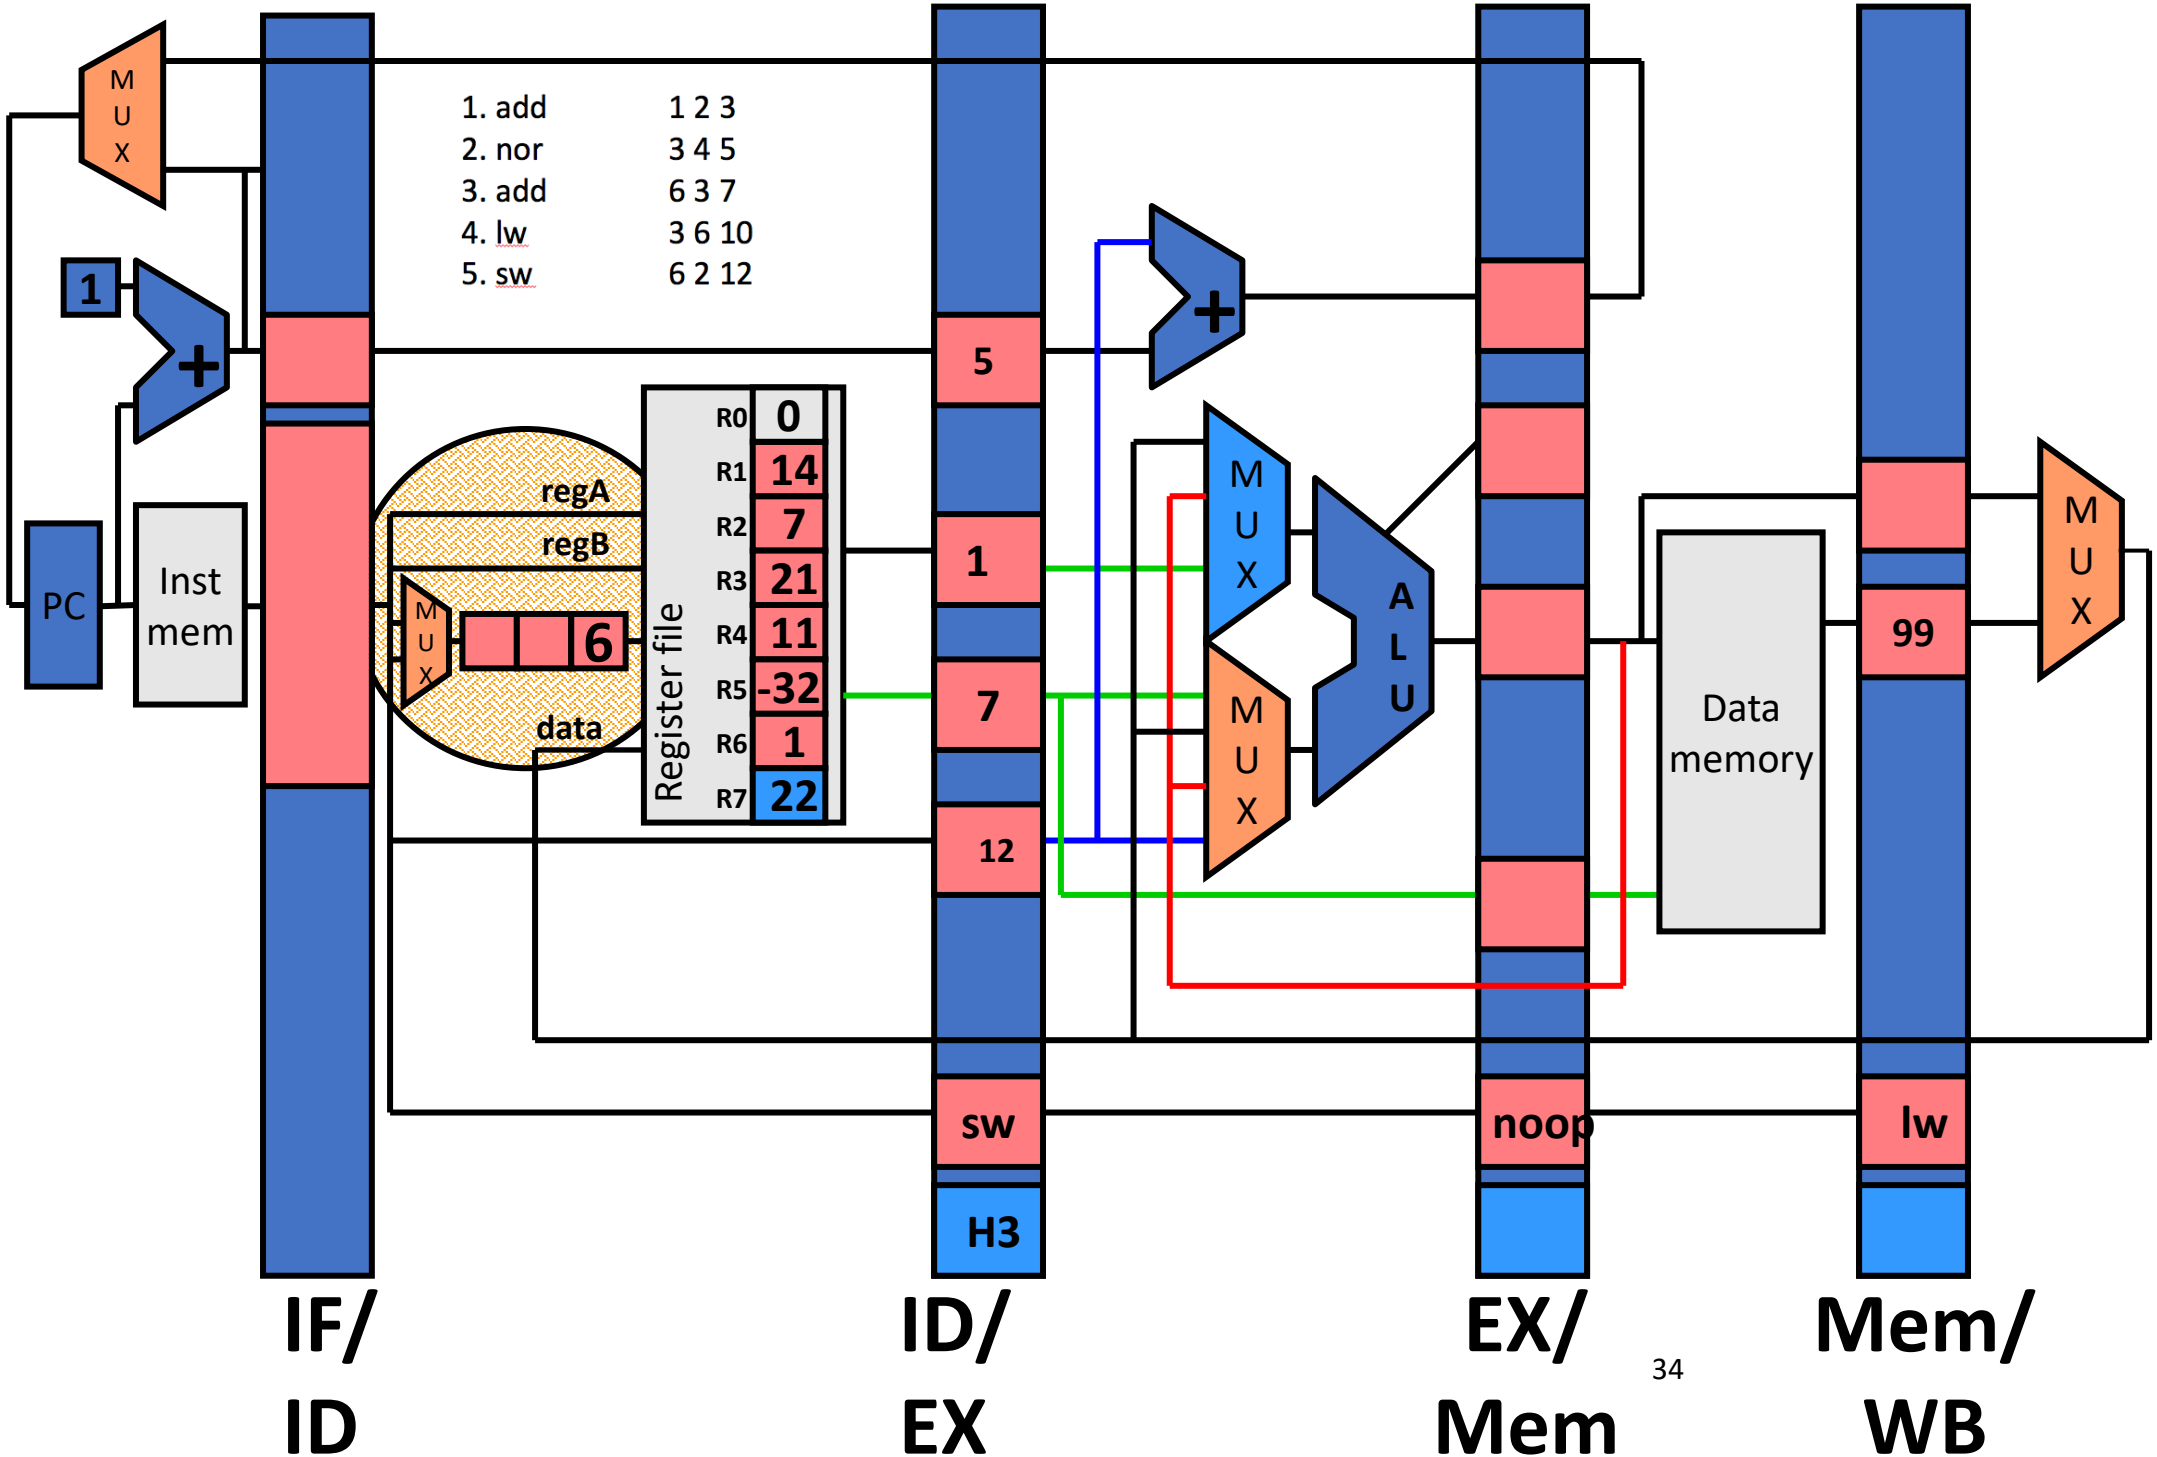 M
U
X
1. add 1 2 3
2. nor 3 4 5
3. add 6 3 7
4. lw 3 6 10
5. sw 6 2 12
1
+
+
5
R0 0
R1 14
R2 7
R3 21
R4 11
R5 -32
R6 1
R7 22
Register file
regA
regB
data
M
U
X
6
PC
Inst
mem
1
7
12
M
U
X
M
U
X
A
L
U
Data
memory
99
M
U
X
sw
noop
lw
H3
IF/
ID
ID/
EX
EX/
Mem
Mem/
WB
34